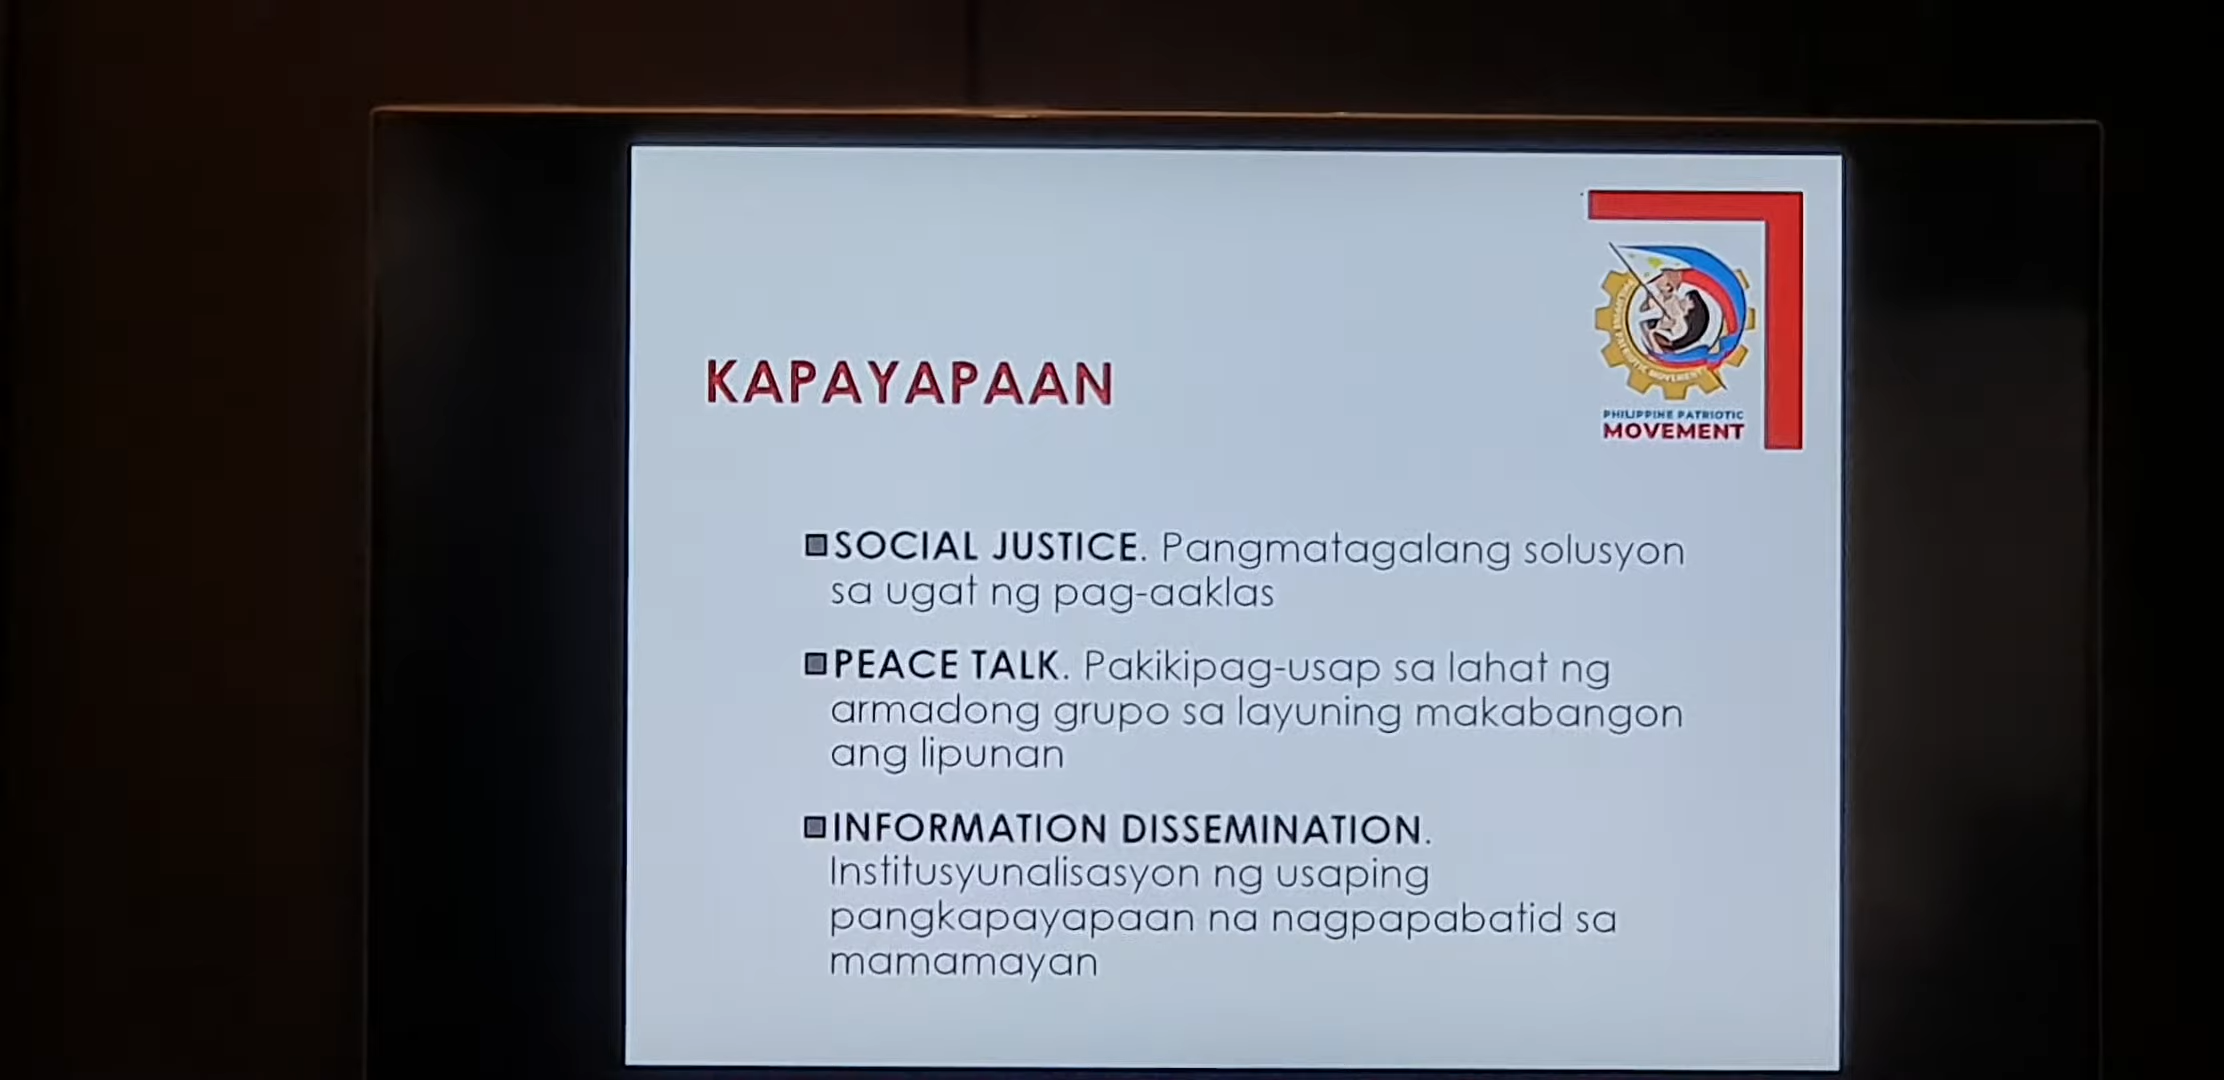 KAPAYAPAAN
PHILIPPINE PATRIOTIC
MOVEMENT
SOCIAL JUSTICE. Pangmatagalang solusyon
sa ugat ng pag-aaklas
PEACE TALK. Pakikipag-usap sa lahat ng
armadong grupo sa layuning makabangon
ang lipunan
INFORMATION DISSEMINATION.
Institusyunalisasyon ng usaping
pangkapayapaan na nagpapabatid sa
mamamayan